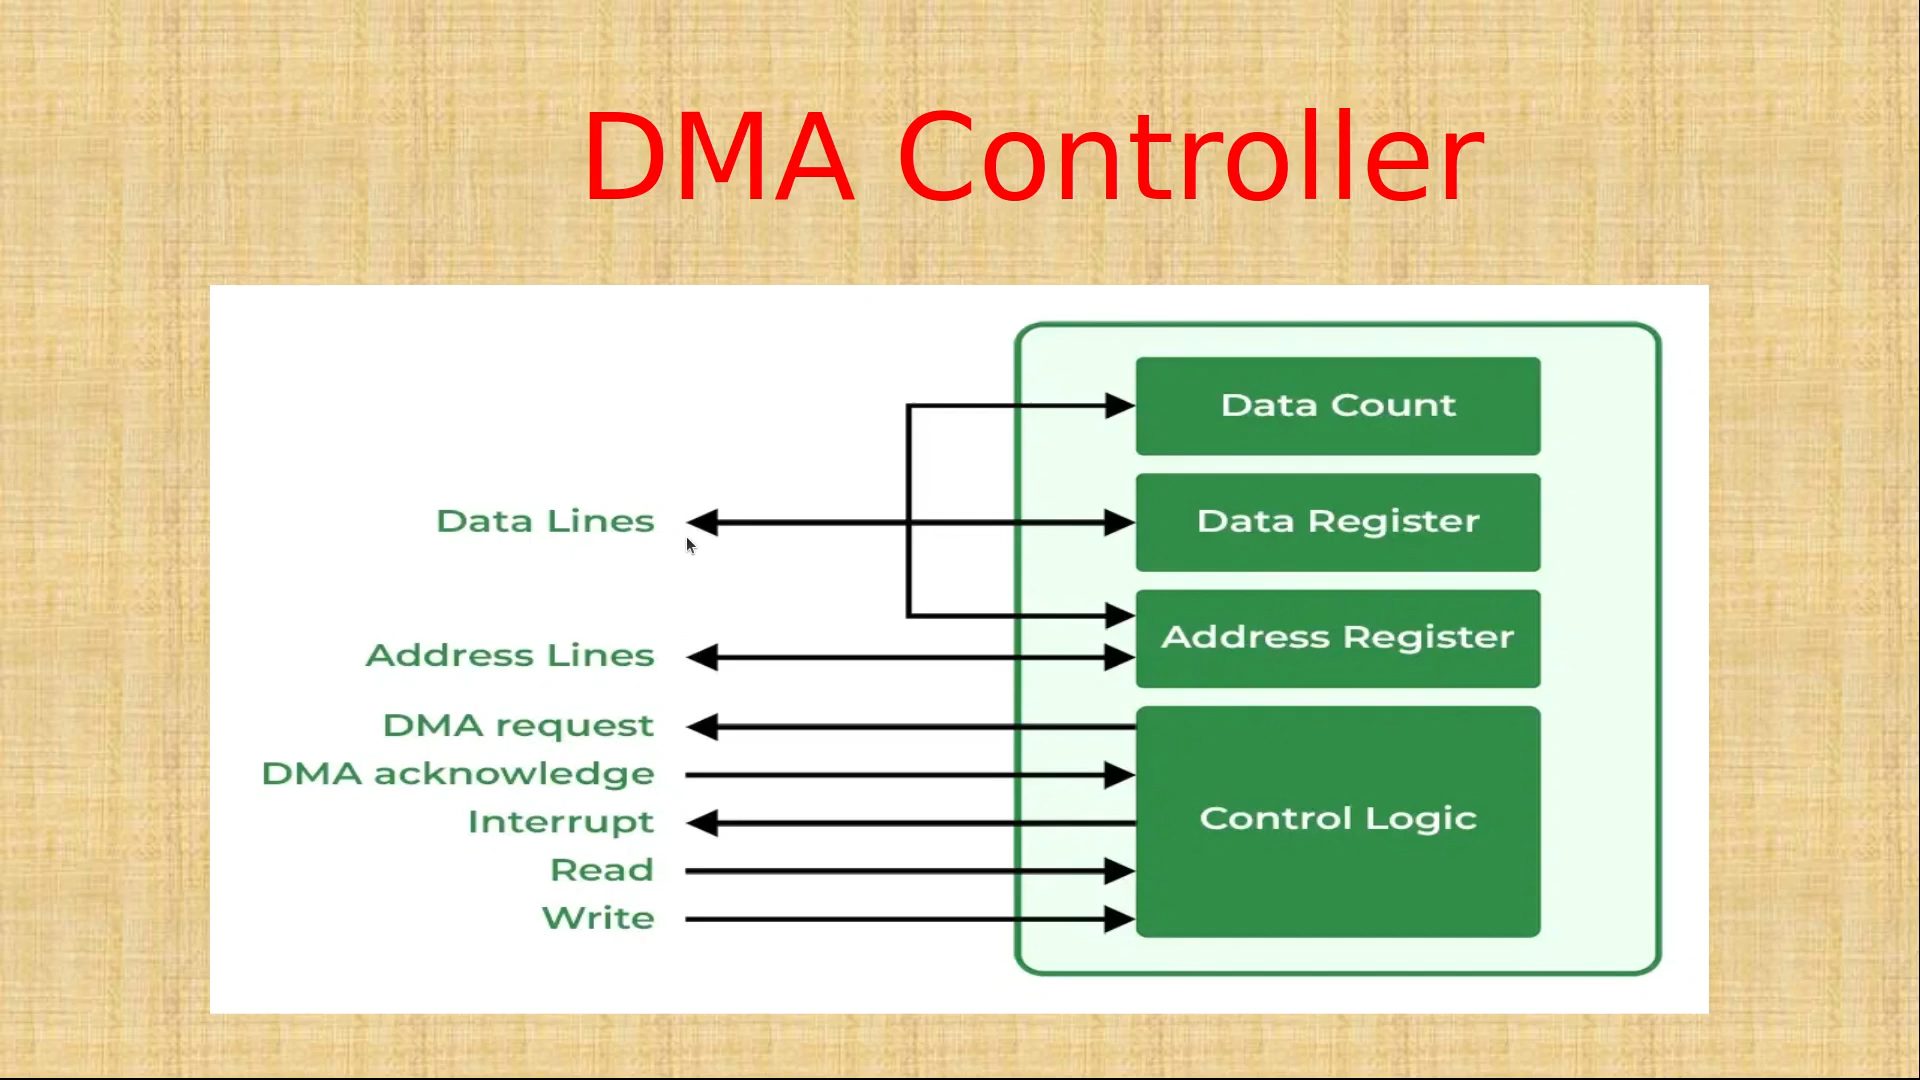 DMA Controller
Data Count
Data Lines
Data Register
Address Register
Address Lines
DMA request
DMA acknowledge
Interrupt
Control Logic
Read
Write